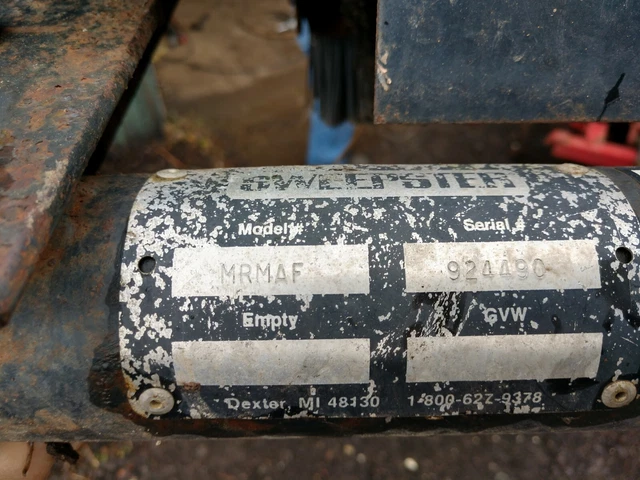 SWEEPSTER
Model# Serial #
MRMAF 924490
Empty GVW
Dexter, MI 48130 1-800-627-9378